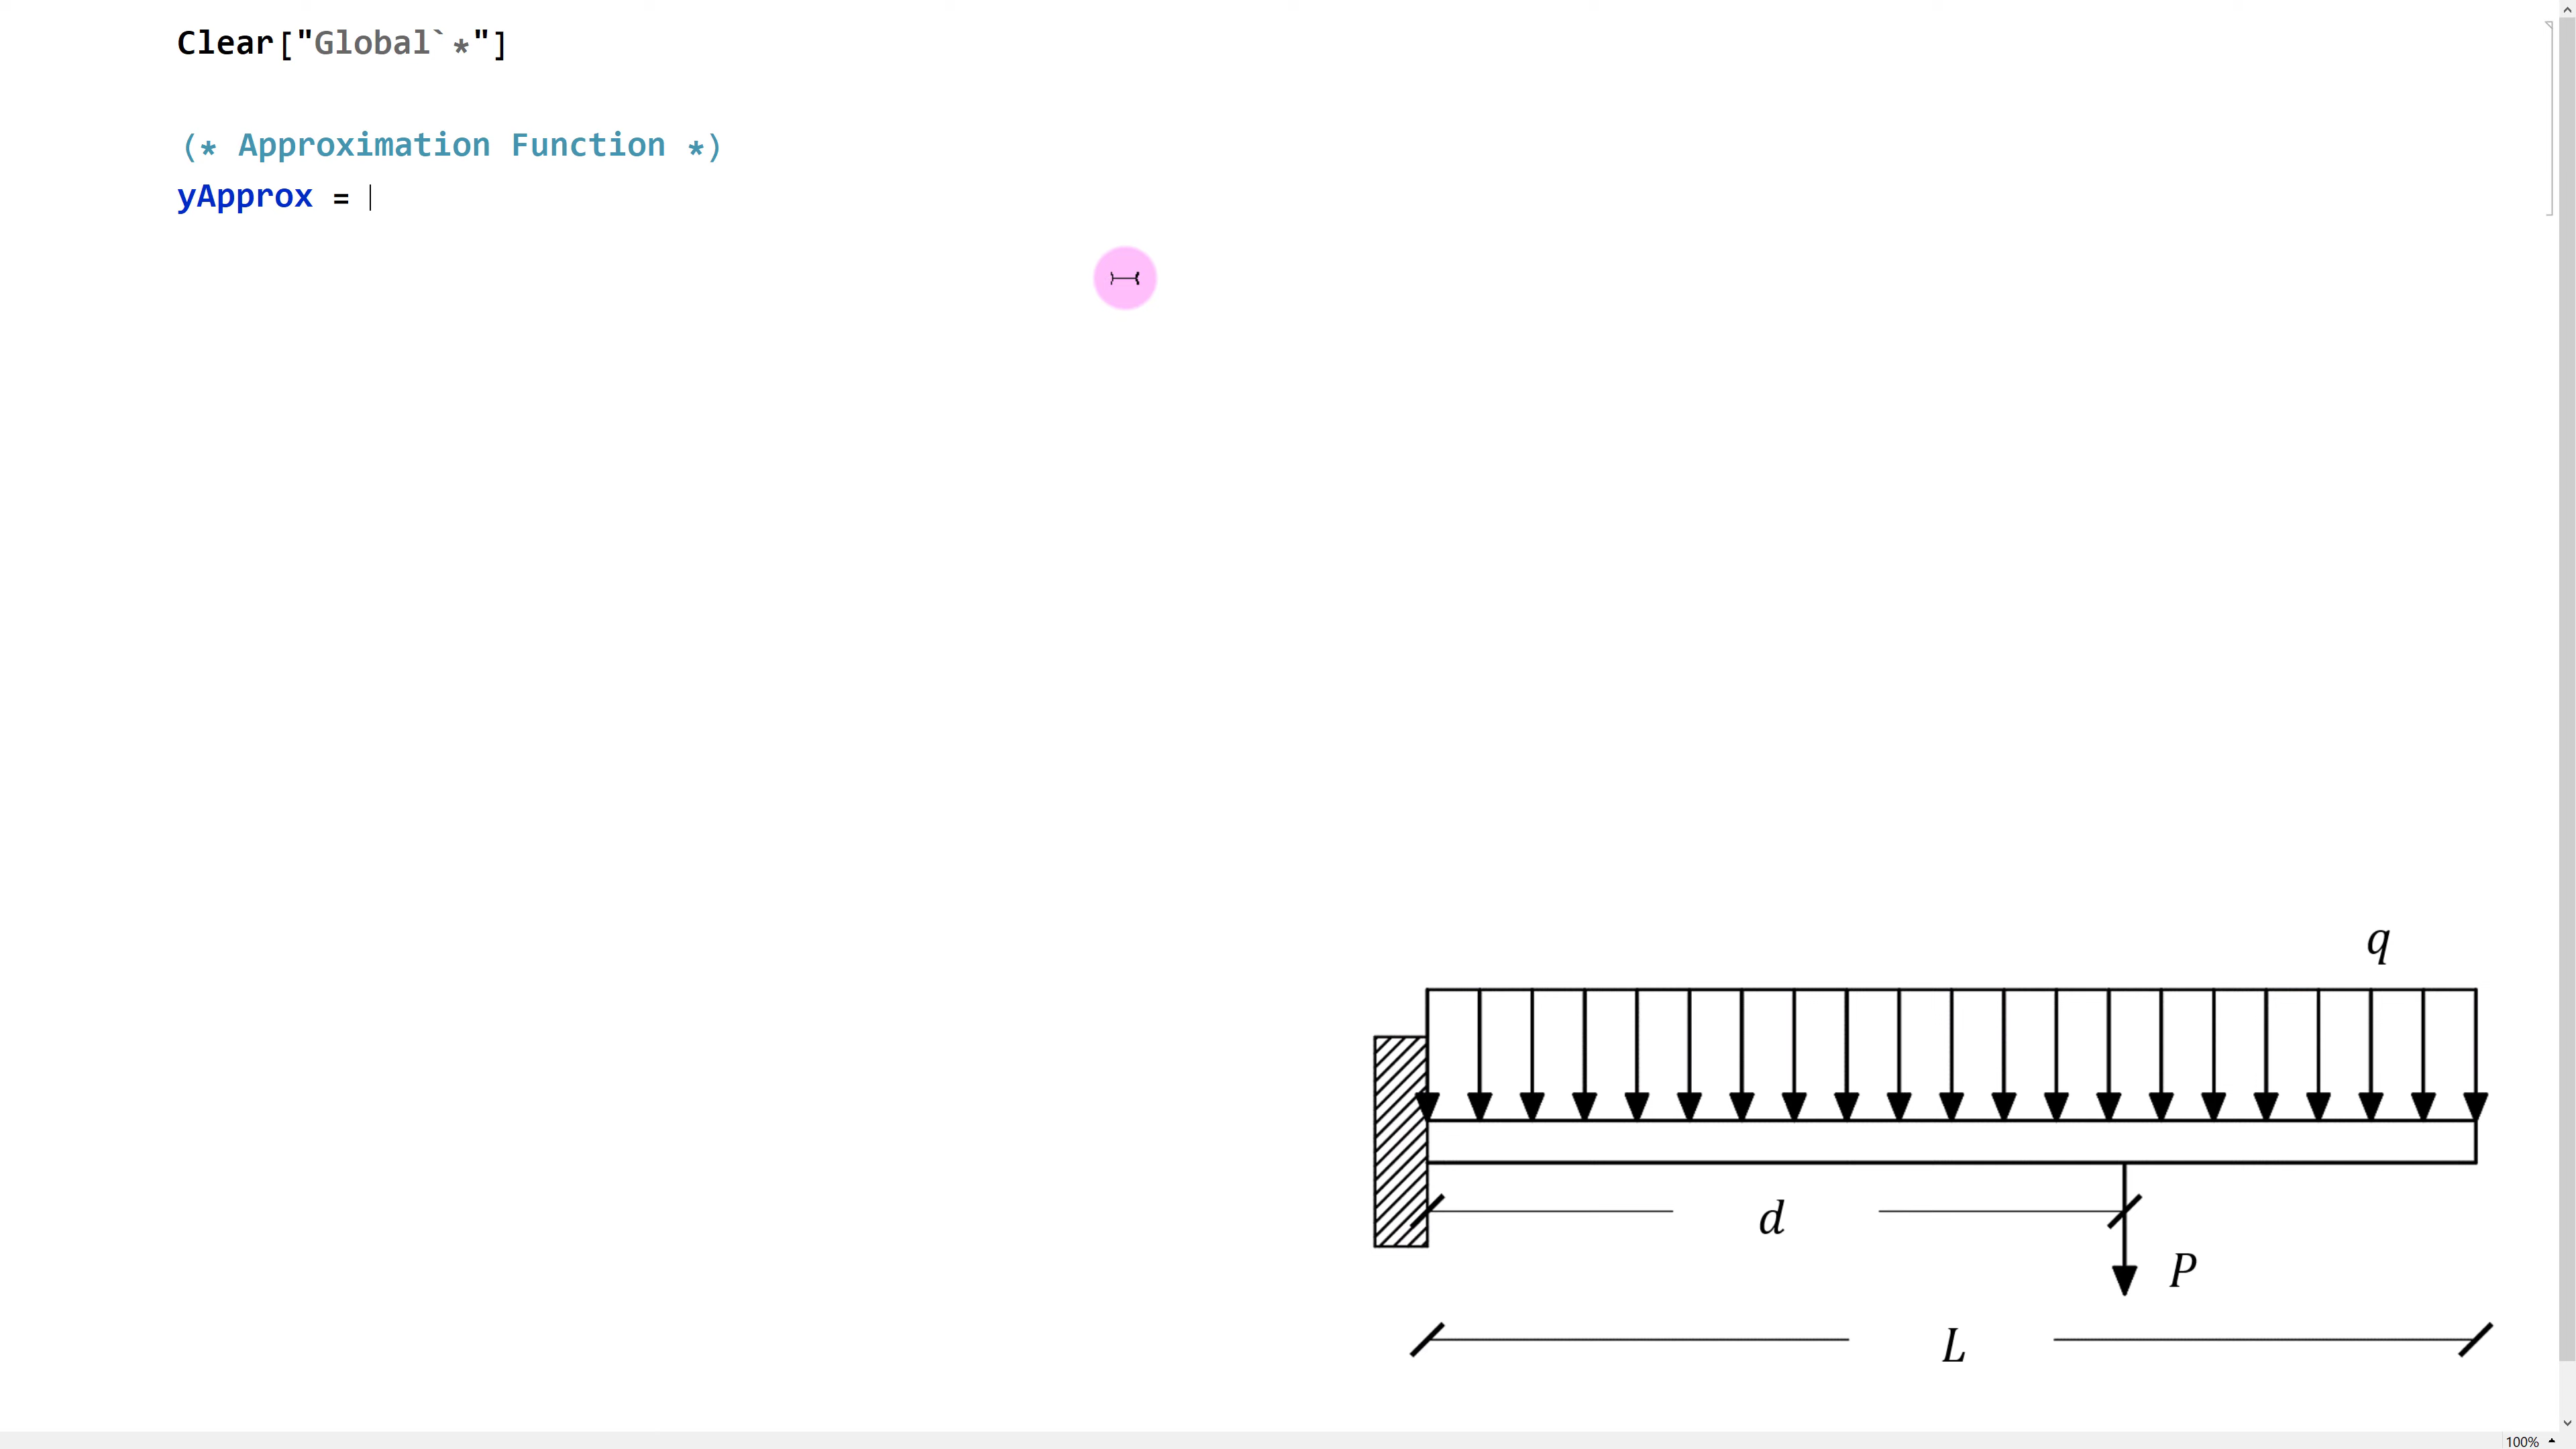 Clear["Global`*"]
(* Approximation Function *)
yApprox =
q
d
P
L
100%